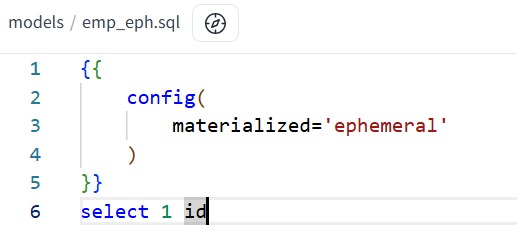 models / emp_eph.sql
1 {{
2     config(
3         materialized='ephemeral'
4     )
5 }}
6 select 1 id